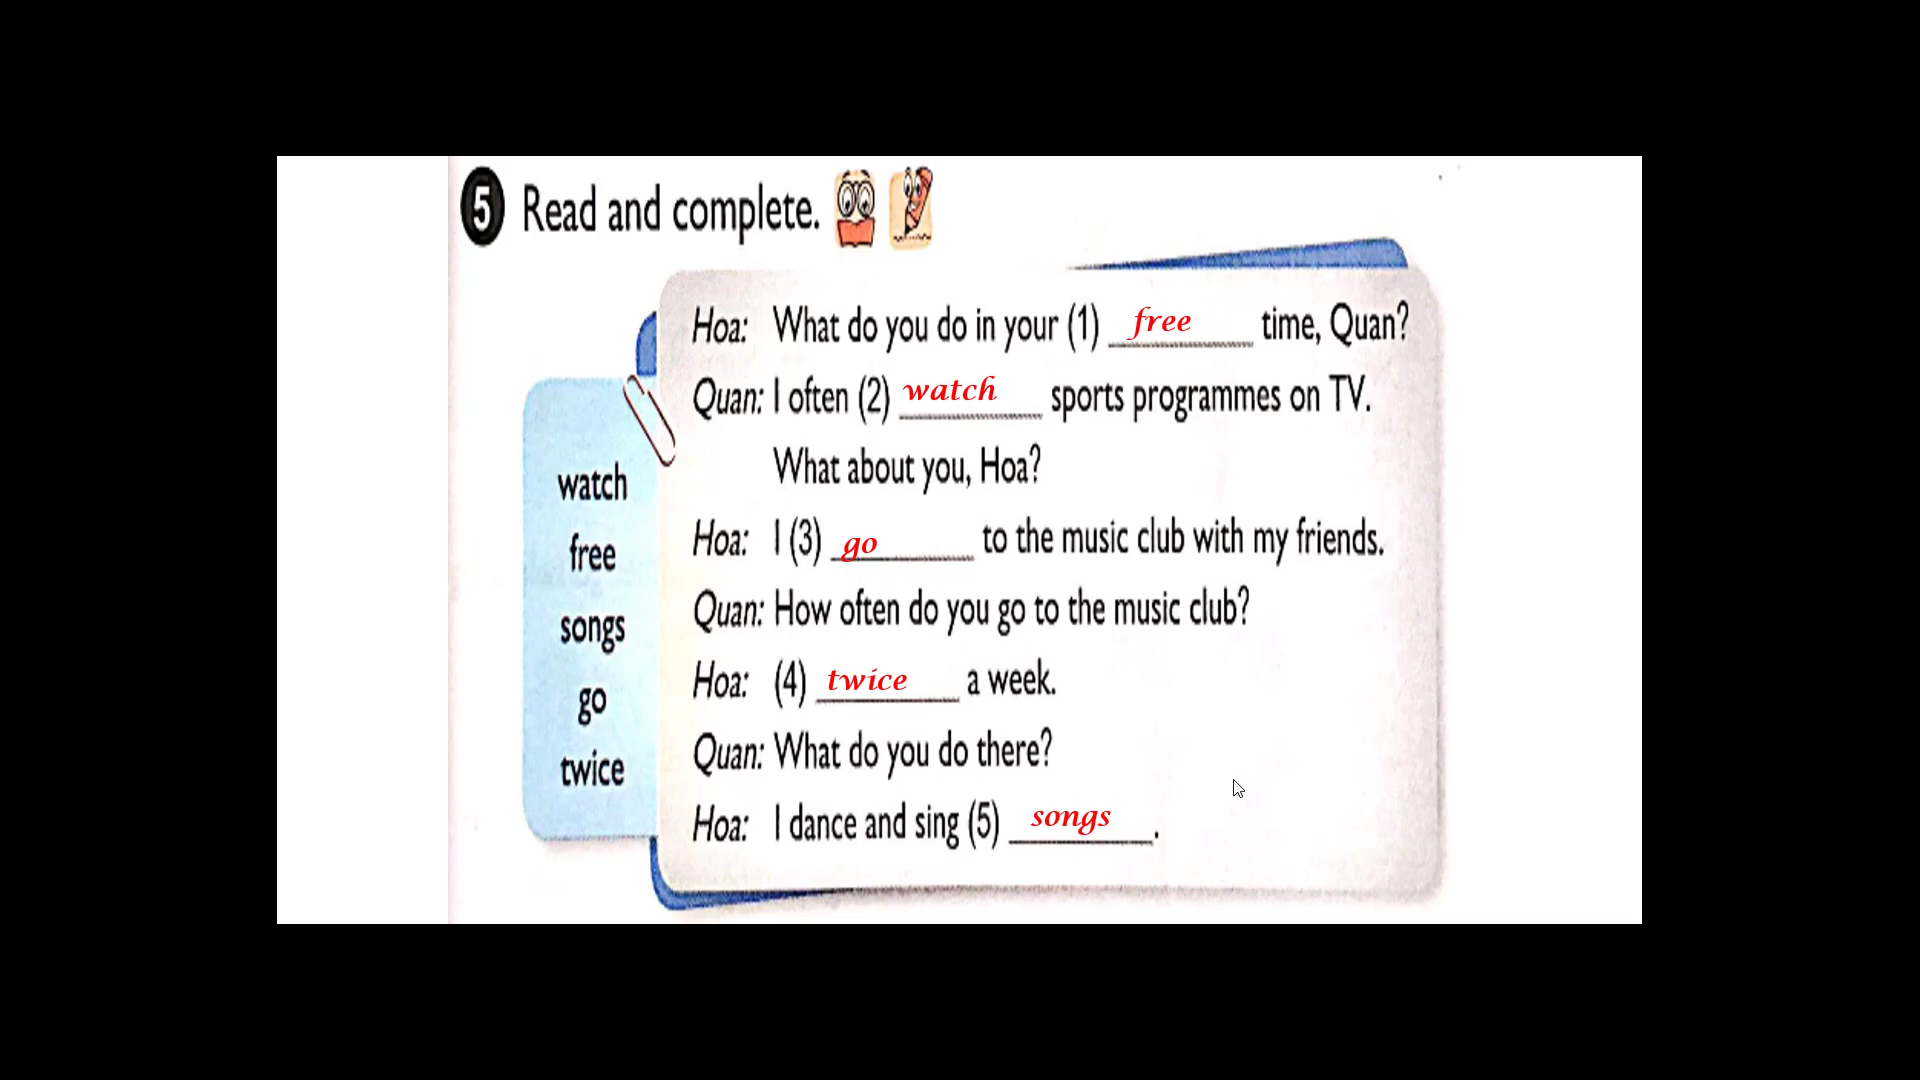 5 Read and complete.
Hoa: What do you do in your (1) free time, Quan?
Quan: I often (2) watch sports programmes on TV.
What about you, Hoa?
Hoa: I (3) go to the music club with my friends.
Quan: How often do you go to the music club?
Hoa: (4) twice a week.
Quan: What do you do there?
Hoa: I dance and sing (5) songs.
watch
free
songs
go
twice